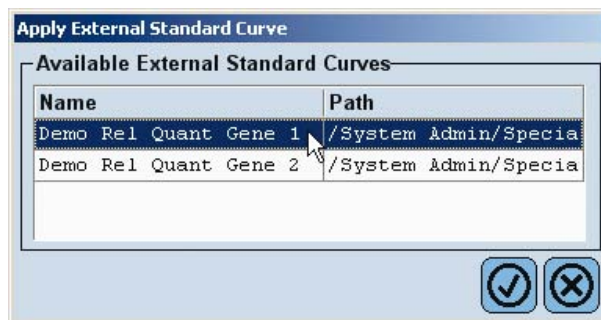 Apply External Standard Curve
Available External Standard Curves
Name Path
Demo Rel Quant Gene 1 /System Admin/Specia
Demo Rel Quant Gene 2 /System Admin/Specia